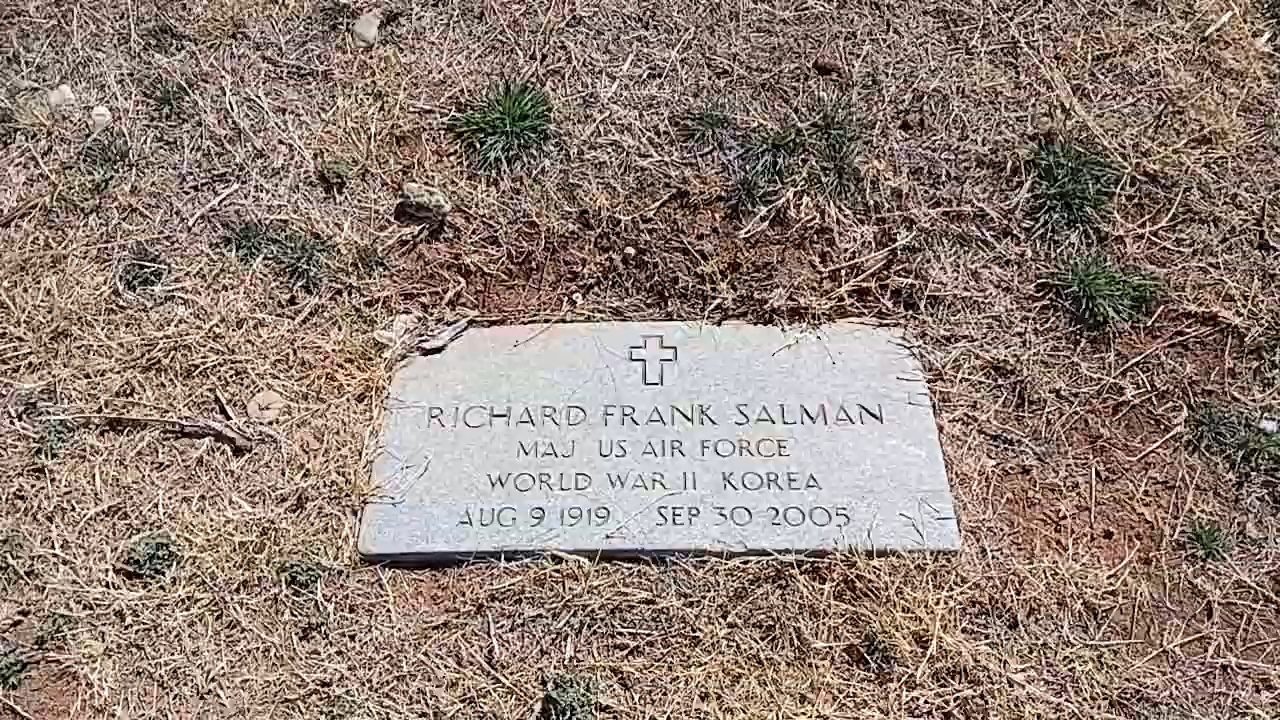 RICHARD FRANK SALMAN
MAJ US AIR FORCE
WORLD WAR II KOREA
AUG 9 1919 SEP 30 2005